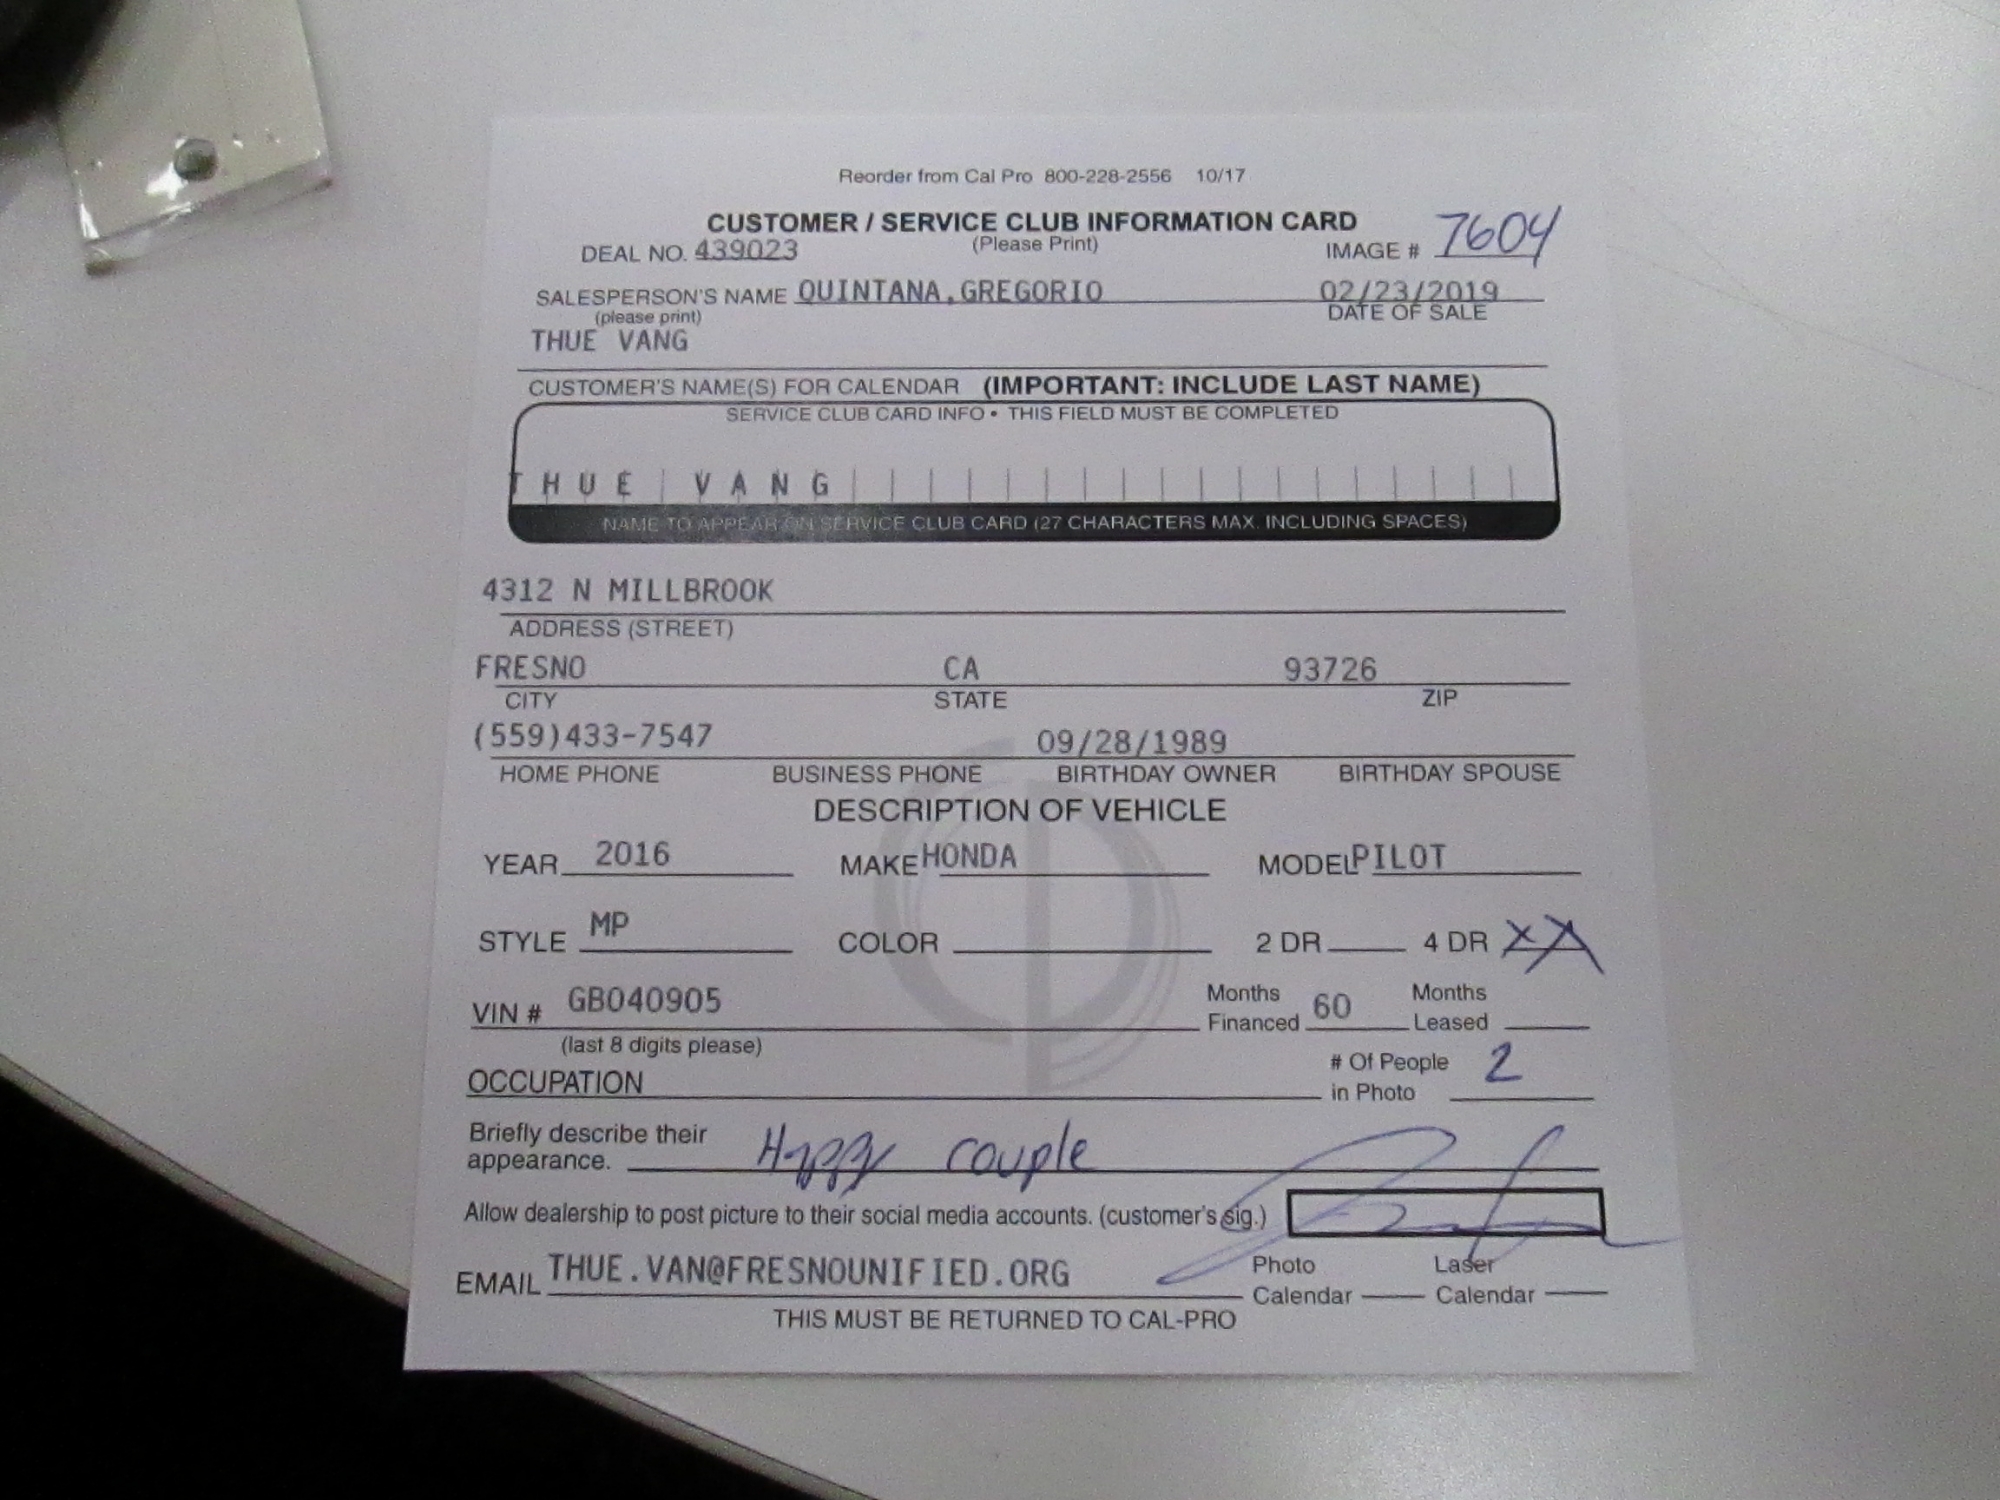 Reorder from Cal Pro 800-228-2556 10/17
CUSTOMER / SERVICE CLUB INFORMATION CARD
(Please Print)
DEAL NO. 439023
IMAGE # 7604
SALESPERSON'S NAME QUINTANA,GREGORIO 02/23/2019
(please print) DATE OF SALE
THUE VANG
CUSTOMER'S NAME(S) FOR CALENDAR (IMPORTANT: INCLUDE LAST NAME)
SERVICE CLUB CARD INFO • THIS FIELD MUST BE COMPLETED
THUE VANG
NAME TO APPEAR ON SERVICE CLUB CARD (27 CHARACTERS MAX. INCLUDING SPACES)
4312 N MILLBROOK
ADDRESS (STREET)
FRESNO CA 93726
CITY STATE ZIP
(559)433-7547 09/28/1989
HOME PHONE BUSINESS PHONE BIRTHDAY OWNER BIRTHDAY SPOUSE
DESCRIPTION OF VEHICLE
YEAR 2016 MAKE HONDA MODEL PILOT
STYLE MP COLOR 2 DR 4 DR XX
VIN # GB040905 Months Financed 60 Months Leased
(last 8 digits please)
OCCUPATION # Of People in Photo 2
Briefly describe their appearance. Happy couple
Allow dealership to post picture to their social media accounts. (customer's sig.)
EMAIL THUE.VAN@FRESNOUNIFIED.ORG Photo Calendar Laser Calendar
THIS MUST BE RETURNED TO CAL-PRO